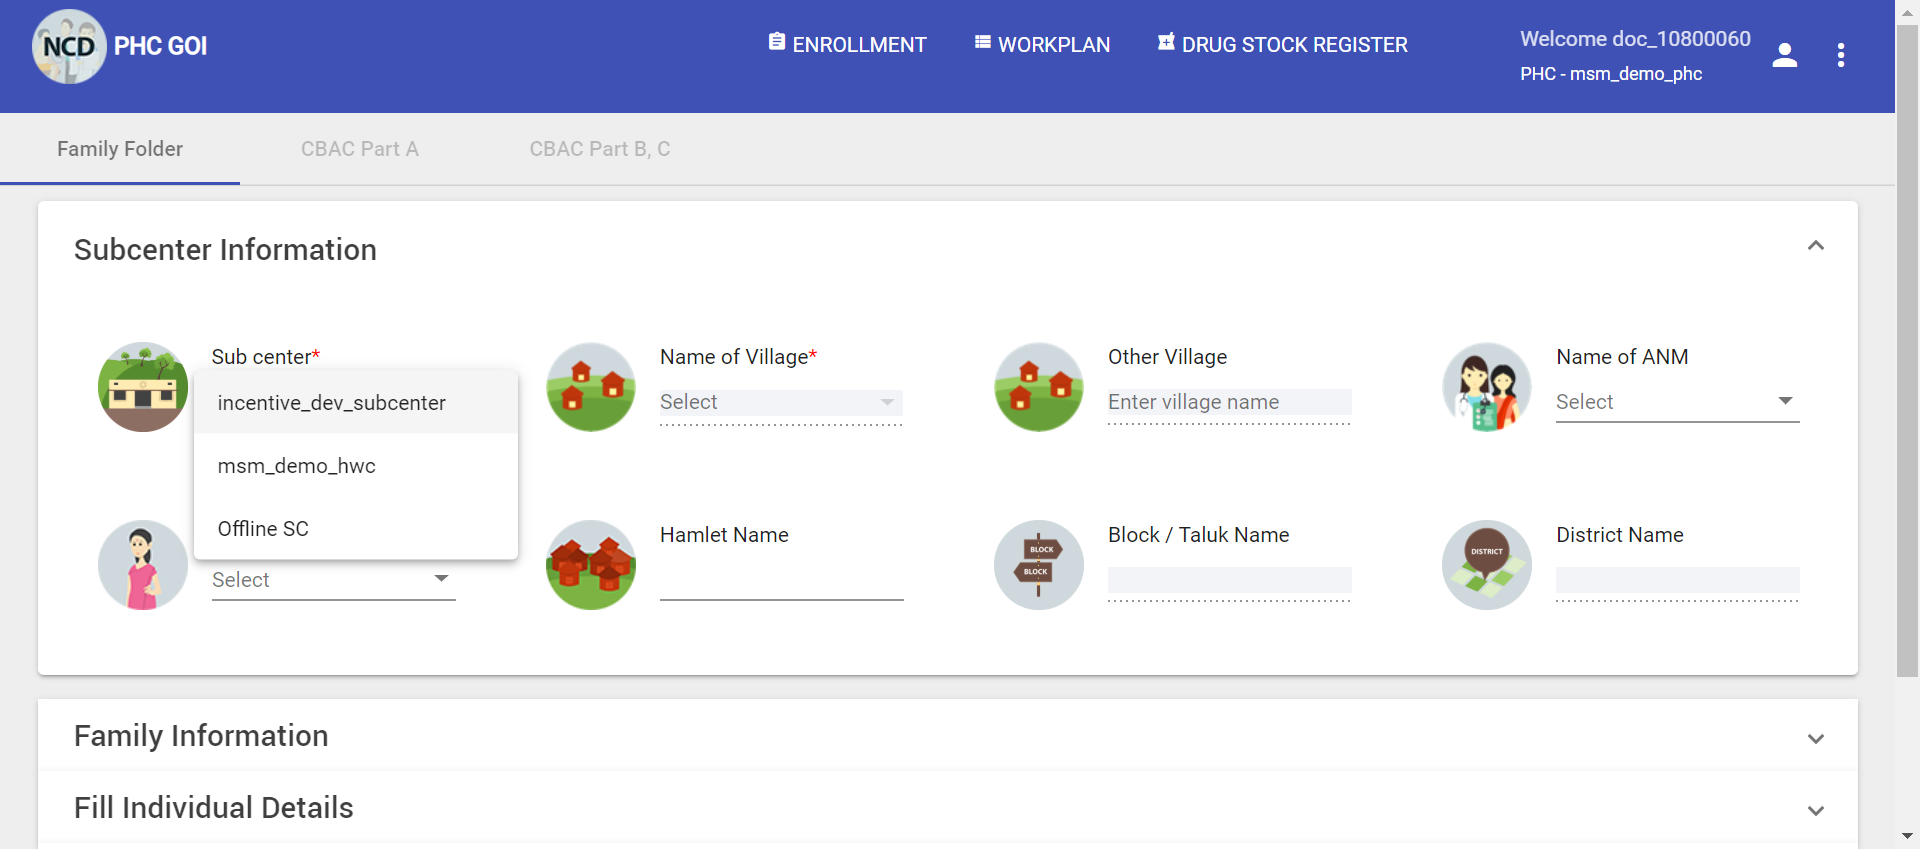 NCD PHC GOI
ENROLLMENT
WORKPLAN
DRUG STOCK REGISTER
Welcome doc_10800060
PHC - msm_demo_phc
Family Folder
CBAC Part A
CBAC Part B, C
Subcenter Information
Sub center*
incentive_dev_subcenter
msm_demo_hwc
Offline SC
Name of Village*
Select
Other Village
Enter village name
Name of ANM
Select
Select
Hamlet Name
BLOCK
BLOCK
Block / Taluk Name
DISTRICT
District Name
Family Information
Fill Individual Details